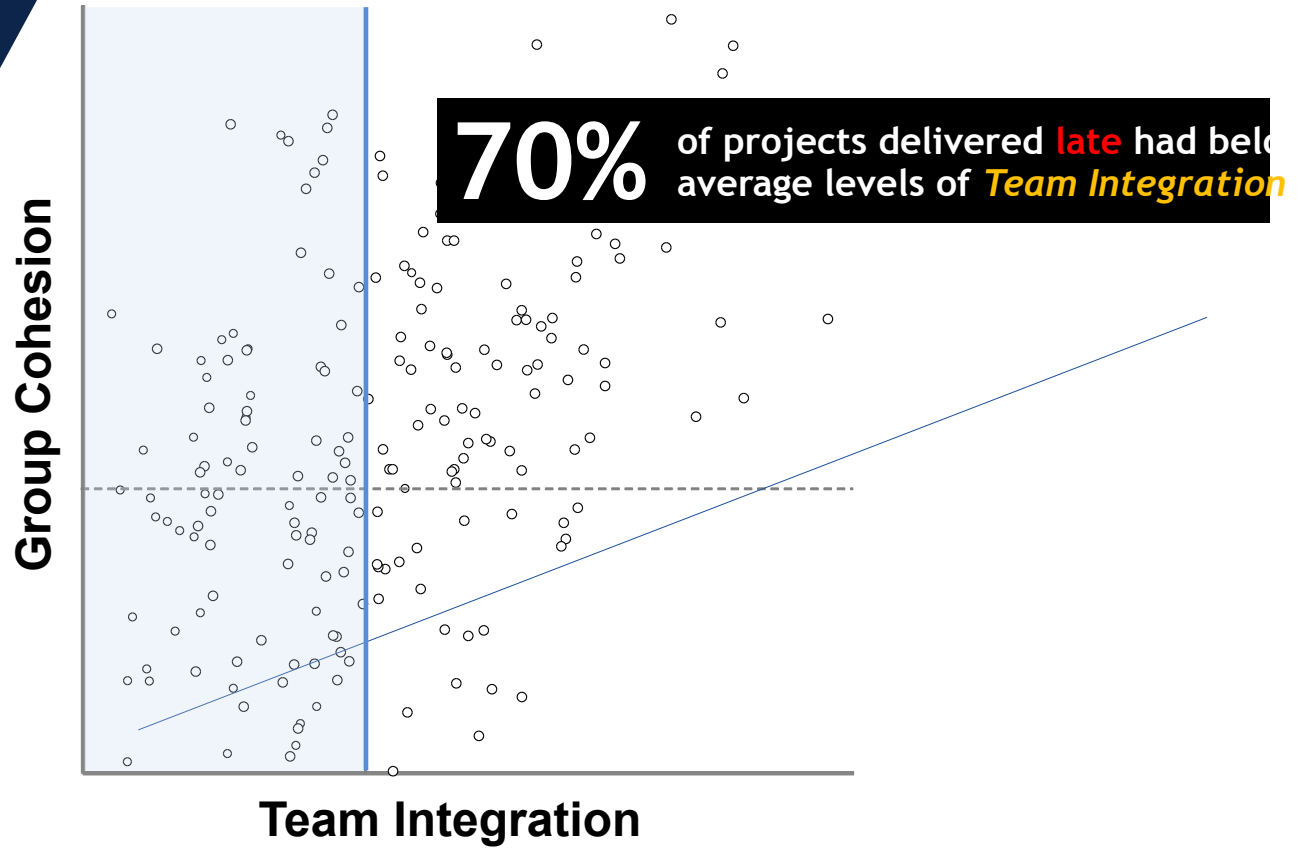 70%
of projects delivered late had belo
average levels of Team Integration
Group Cohesion
Team Integration